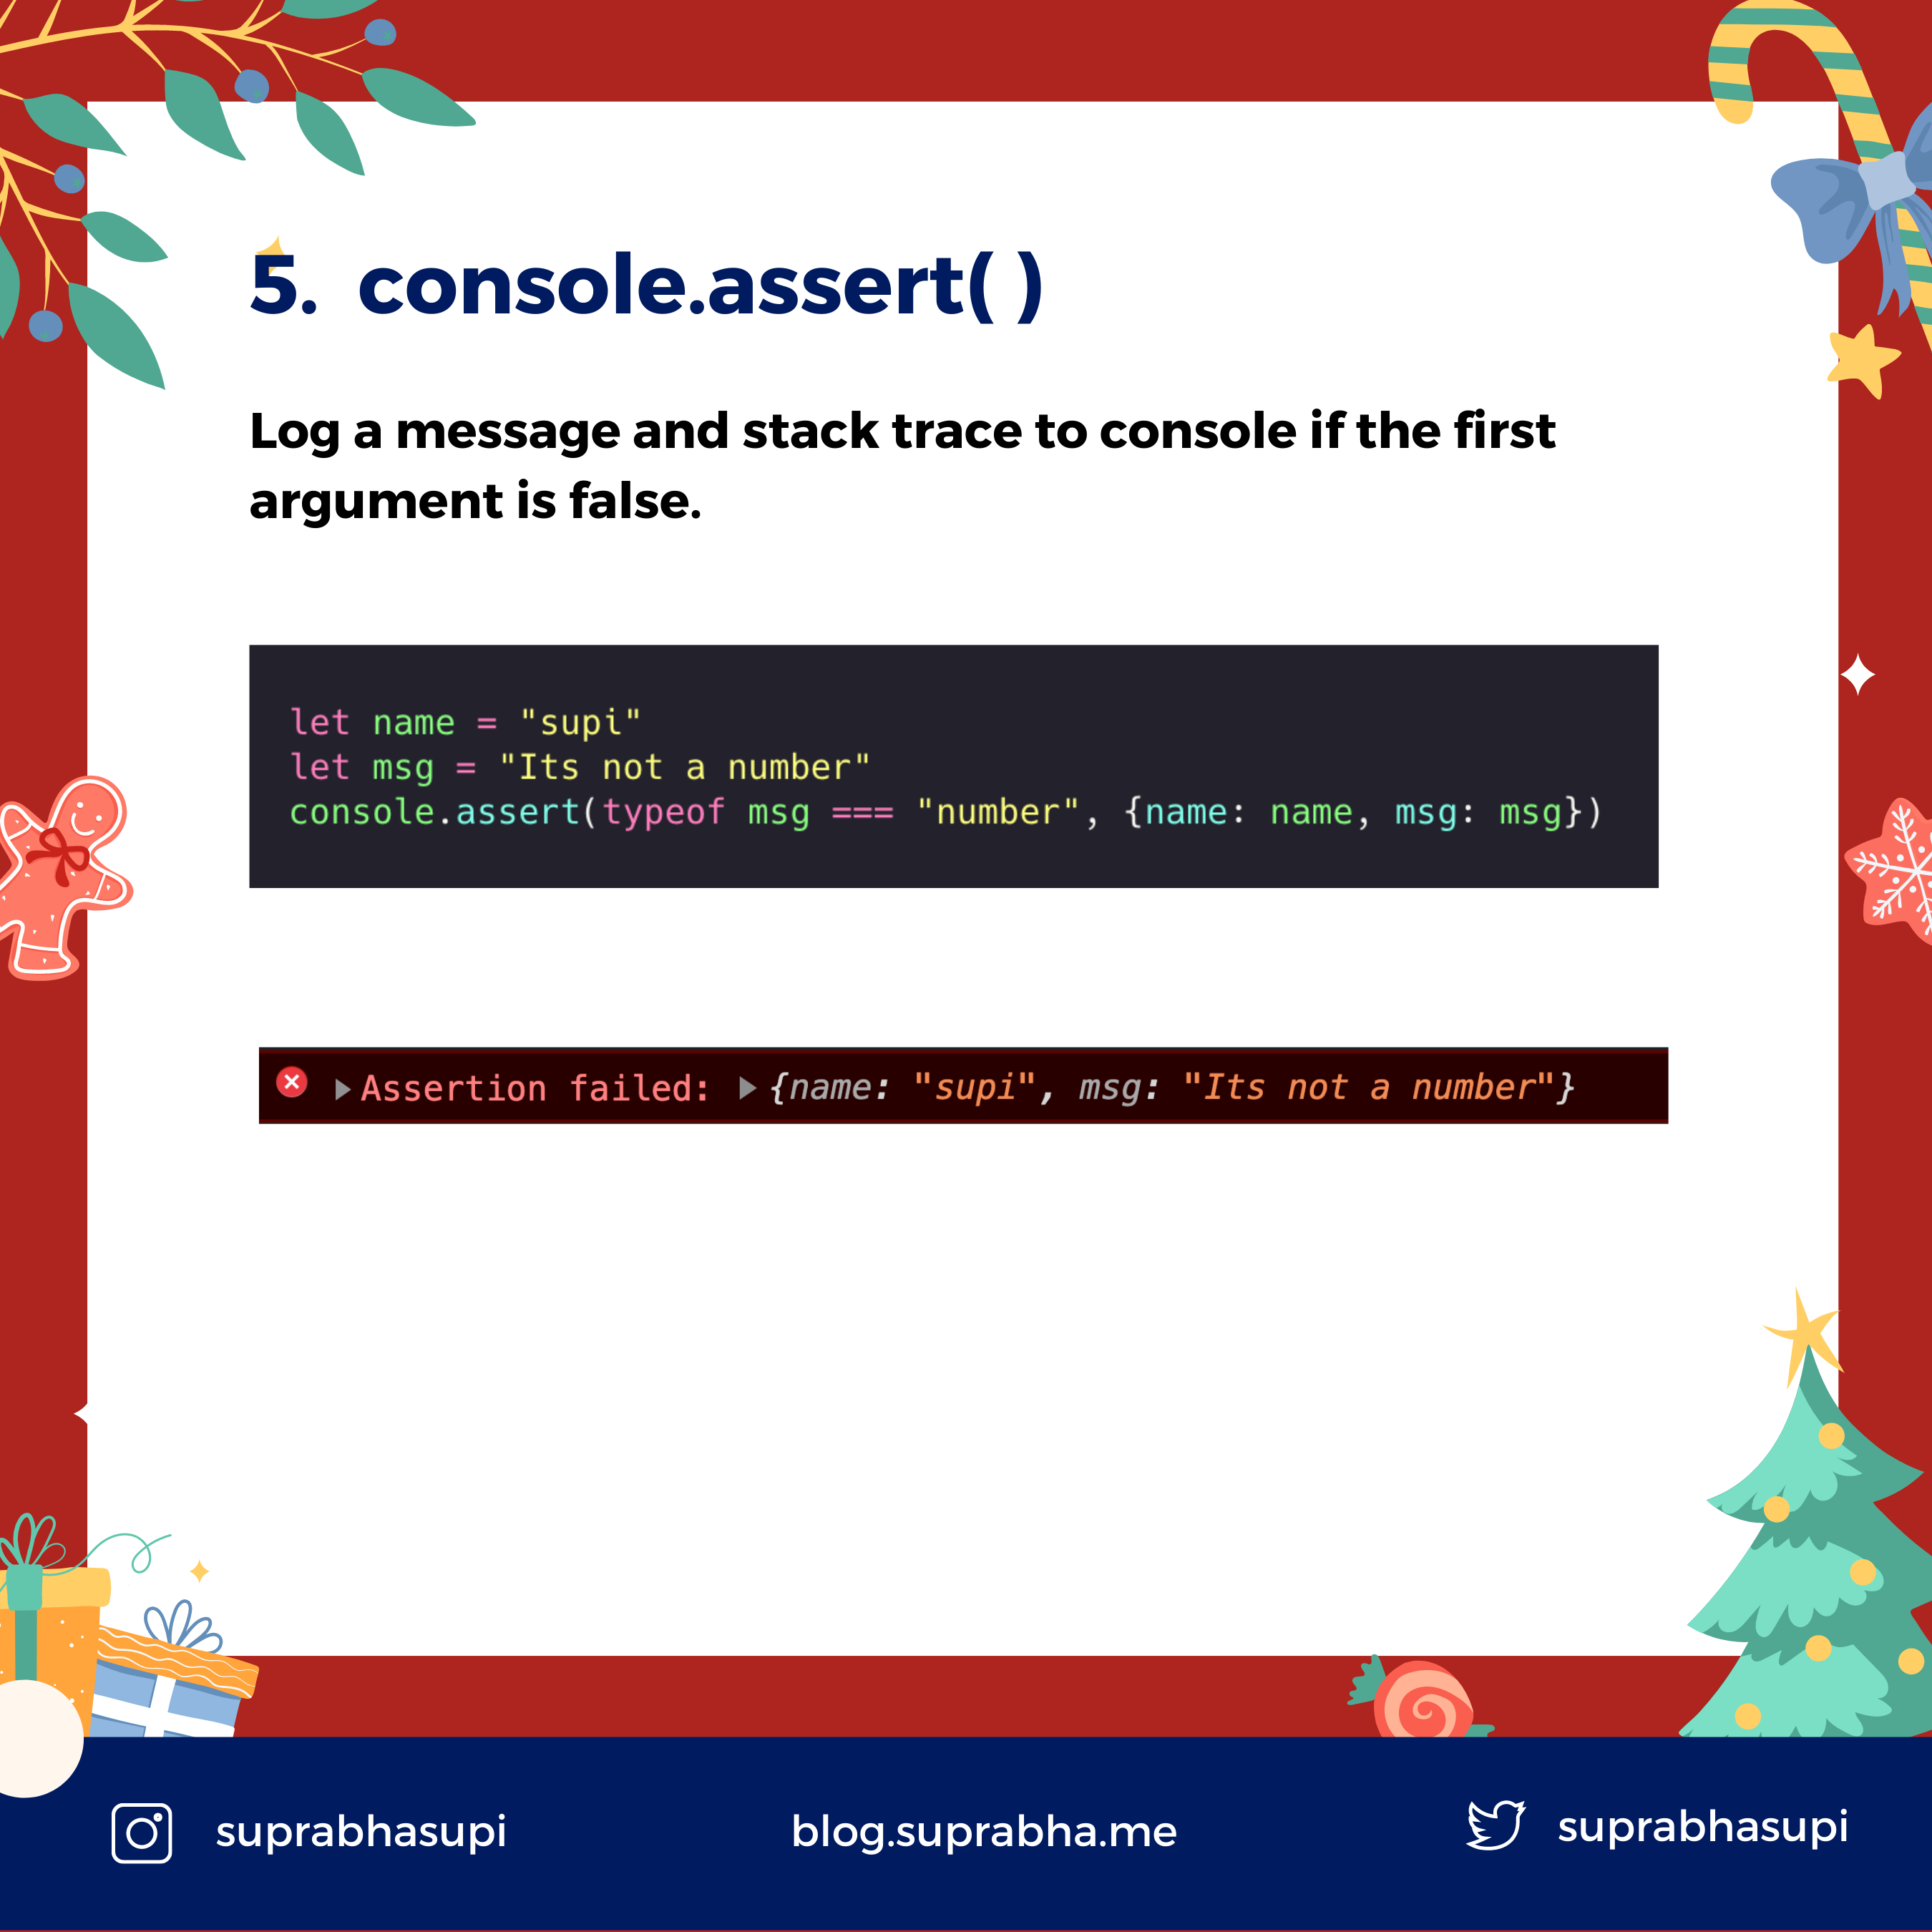 5. console.assert( )
Log a message and stack trace to console if the first
argument is false.
let name = "supi"
let msg = "Its not a number"
console.assert(typeof msg === "number", {name: name, msg: msg})
Assertion failed: {name: "supi", msg: "Its not a number"}
suprabhasupi
blog.suprabha.me
suprabhasupi